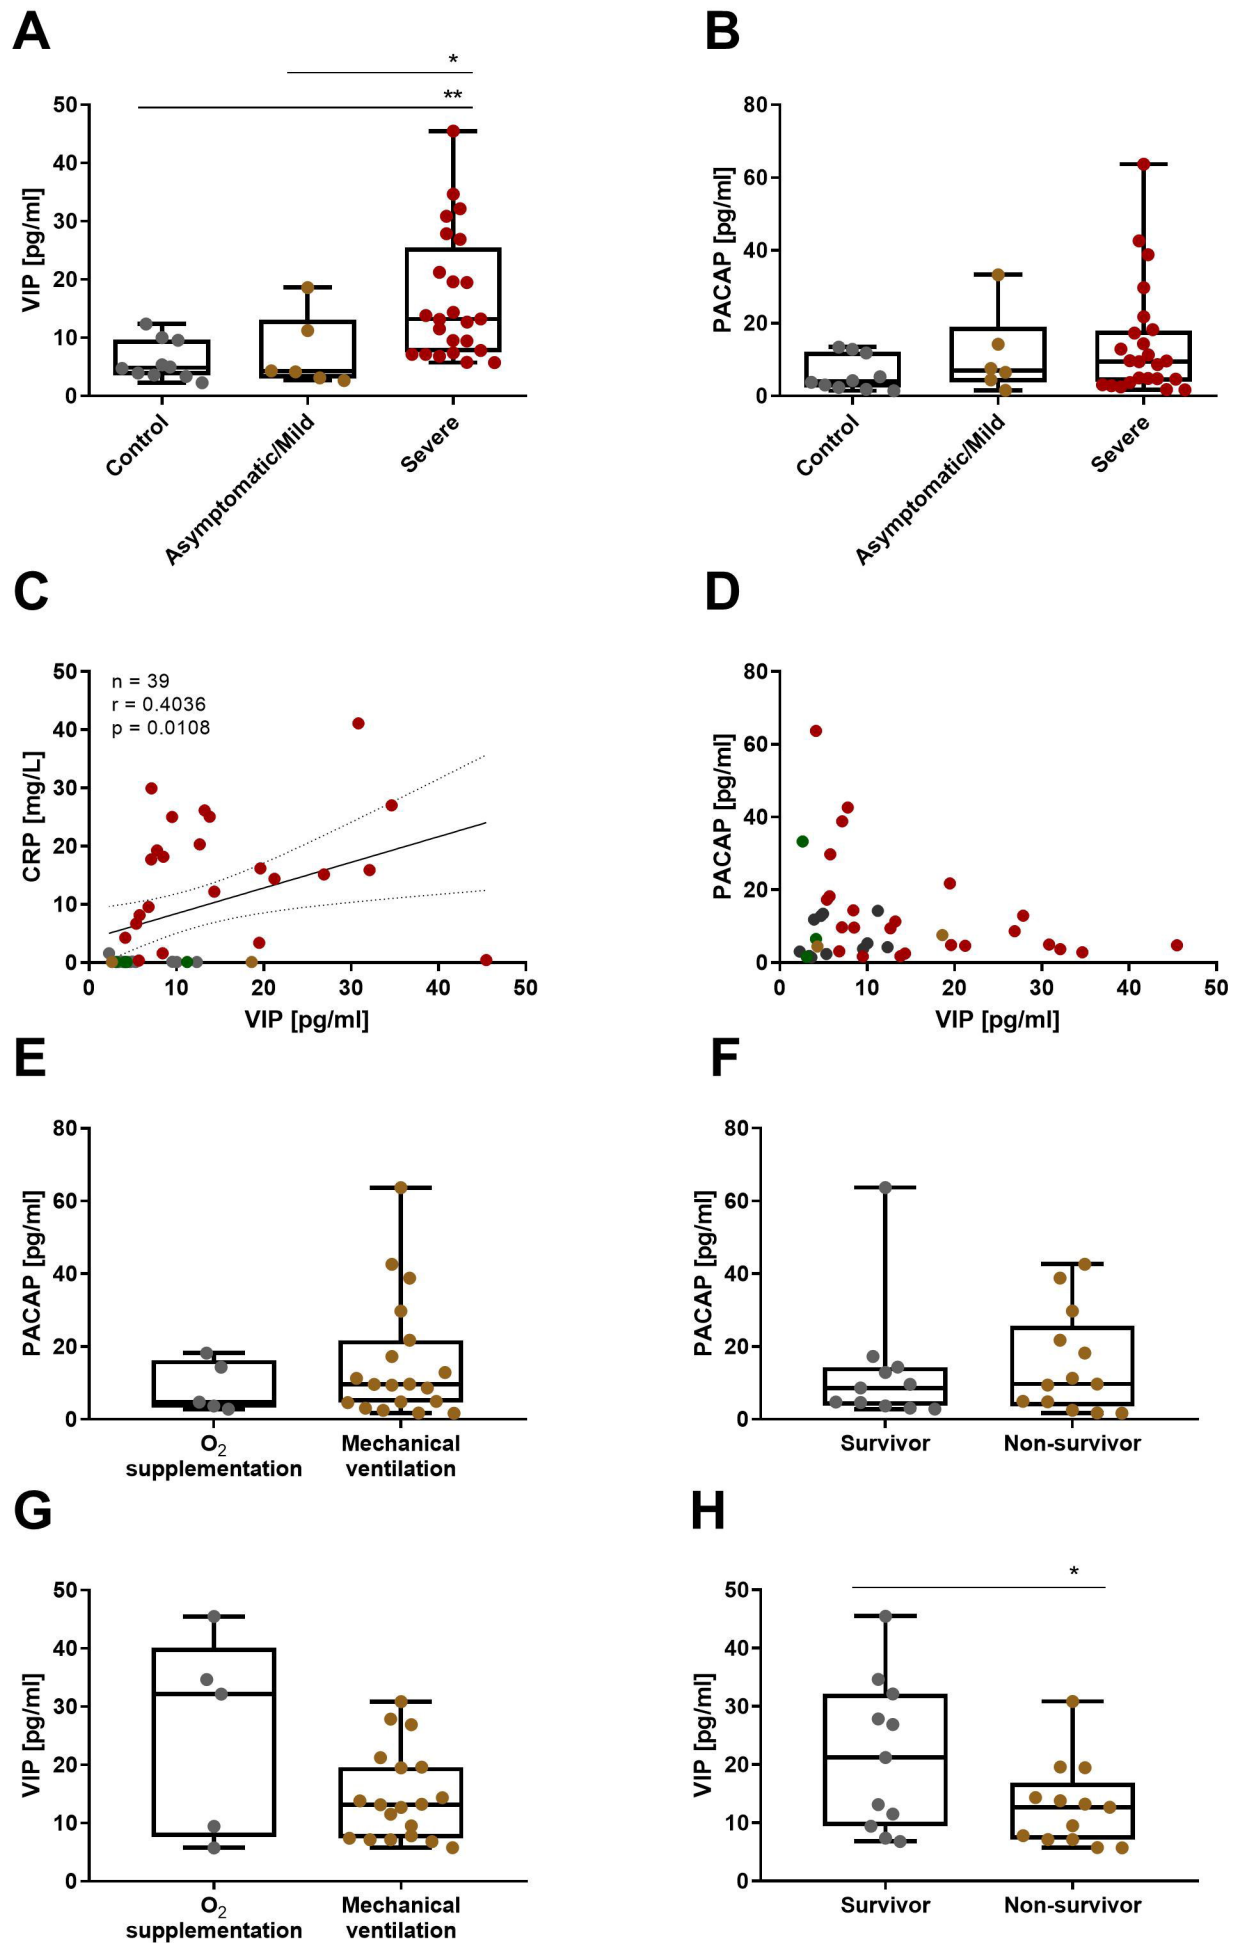 A
*
**
VIP [pg/ml]
50
40
30
20
10
0
Control
Asymptomatic/Mild
Severe
B
PACAP [pg/ml]
80
60
40
20
0
Control
Asymptomatic/Mild
Severe
C
CRP [mg/L]
50
40
30
20
10
0
n = 39
r = 0.4036
p = 0.0108
0 10 20 30 40 50
VIP [pg/ml]
D
PACAP [pg/ml]
80
60
40
20
0
0 10 20 30 40 50
VIP [pg/ml]
E
PACAP [pg/ml]
80
60
40
20
0
O2 Mechanical
supplementation ventilation
F
PACAP [pg/ml]
80
60
40
20
0
Survivor Non-survivor
G
VIP [pg/ml]
50
40
30
20
10
0
O2 Mechanical
supplementation ventilation
H
*
VIP [pg/ml]
50
40
30
20
10
0
Survivor Non-survivor